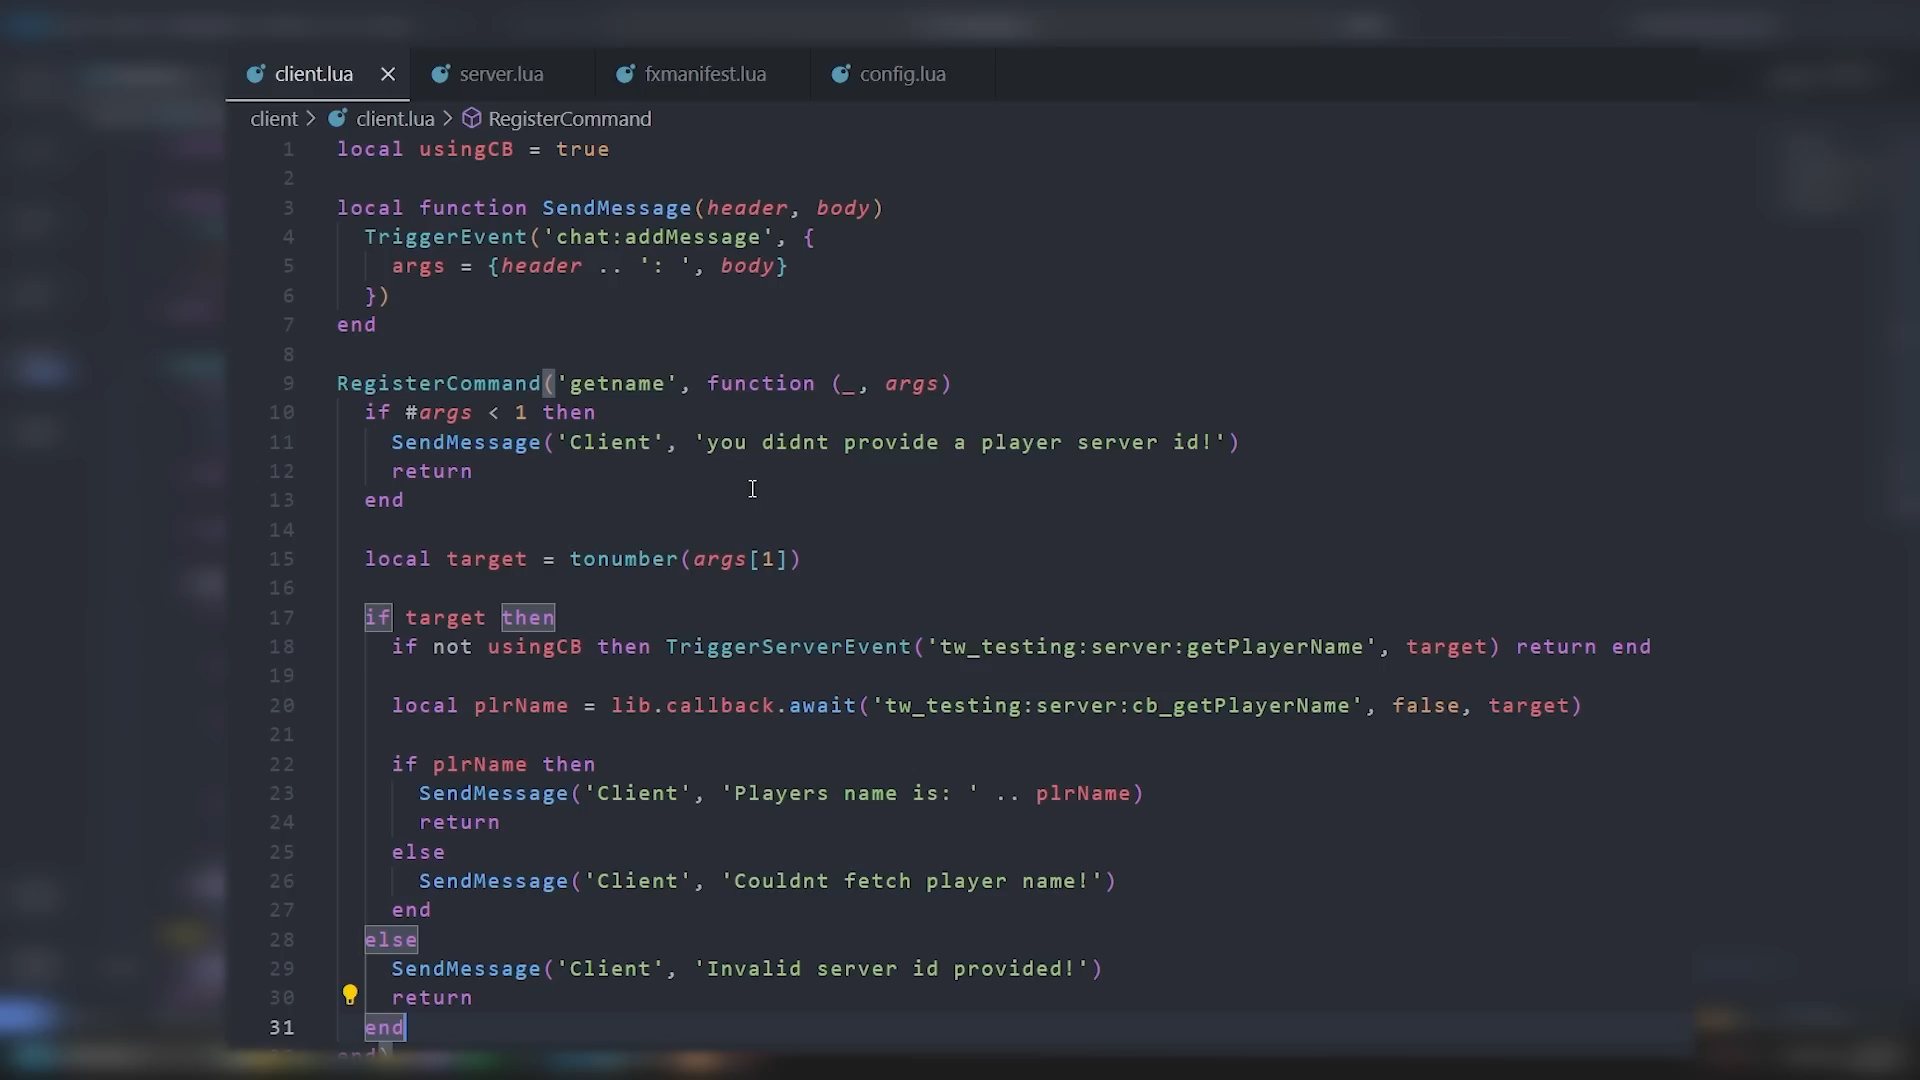 client.lua server.lua fxmanifest.lua config.lua
client > client.lua > RegisterCommand
1 local usingCB = true
2
3 local function SendMessage(header, body)
4 TriggerEvent('chat:addMessage', {
5 args = {header .. ': ', body}
6 })
7 end
8
9 RegisterCommand('getname', function (_, args)
10 if #args < 1 then
11 SendMessage('Client', 'you didnt provide a player server id!')
12 return
13 end
14
15 local target = tonumber(args[1])
16
17 if target then
18 if not usingCB then TriggerServerEvent('tw_testing:server:getPlayerName', target) return end
19
20 local plrName = lib.callback.await('tw_testing:server:cb_getPlayerName', false, target)
21
22 if plrName then
23 SendMessage('Client', 'Players name is: ' .. plrName)
24 return
25 else
26 SendMessage('Client', 'Couldnt fetch player name!')
27 end
28 else
29 SendMessage('Client', 'Invalid server id provided!')
30 return
31 end
end)